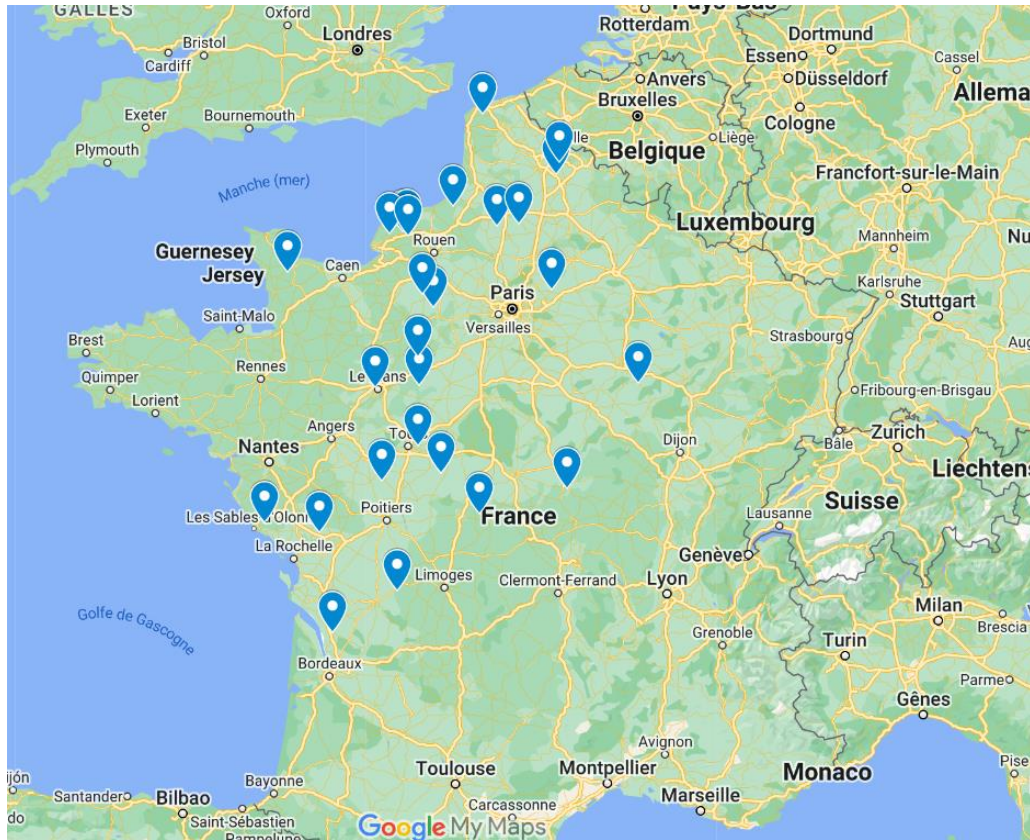 GALLES
Oxford
Londres
Bristol
Cardiff
Rotterdam
Dortmund
Essen
Düsseldorf
Cassel
Anvers
Bruxelles
Allema
Exeter
Bournemouth
Plymouth
Belgique
Liège
Cologne
Francfort-sur-le-Main
Manche (mer)
Luxembourg
Guernesey
Jersey
Rouen
Caen
Mannheim
Nu
Karlsruhe
Paris
Versailles
Stuttgart
Saint-Malo
Strasbourg
Brest
Rennes
Quimper
Lorient
Fribourg-en-Brisgau
Angers
Nantes
Dijon
Bâle
Zurich
Liechtens
Poitiers
France
Suisse
Lausanne
La Rochelle
Genève
Limoges
Clermont-Ferrand
Lyon
Golfe de Gascogne
Milan
Brescia
Grenoble
Turin
Bordeaux
Parme
Gênes
Avignon
Toulouse
Montpellier
Monaco
Pise
Bayonne
Santander
Bilbao
Saint-Sébastien
Carcassonne
Marseille
Google My Maps